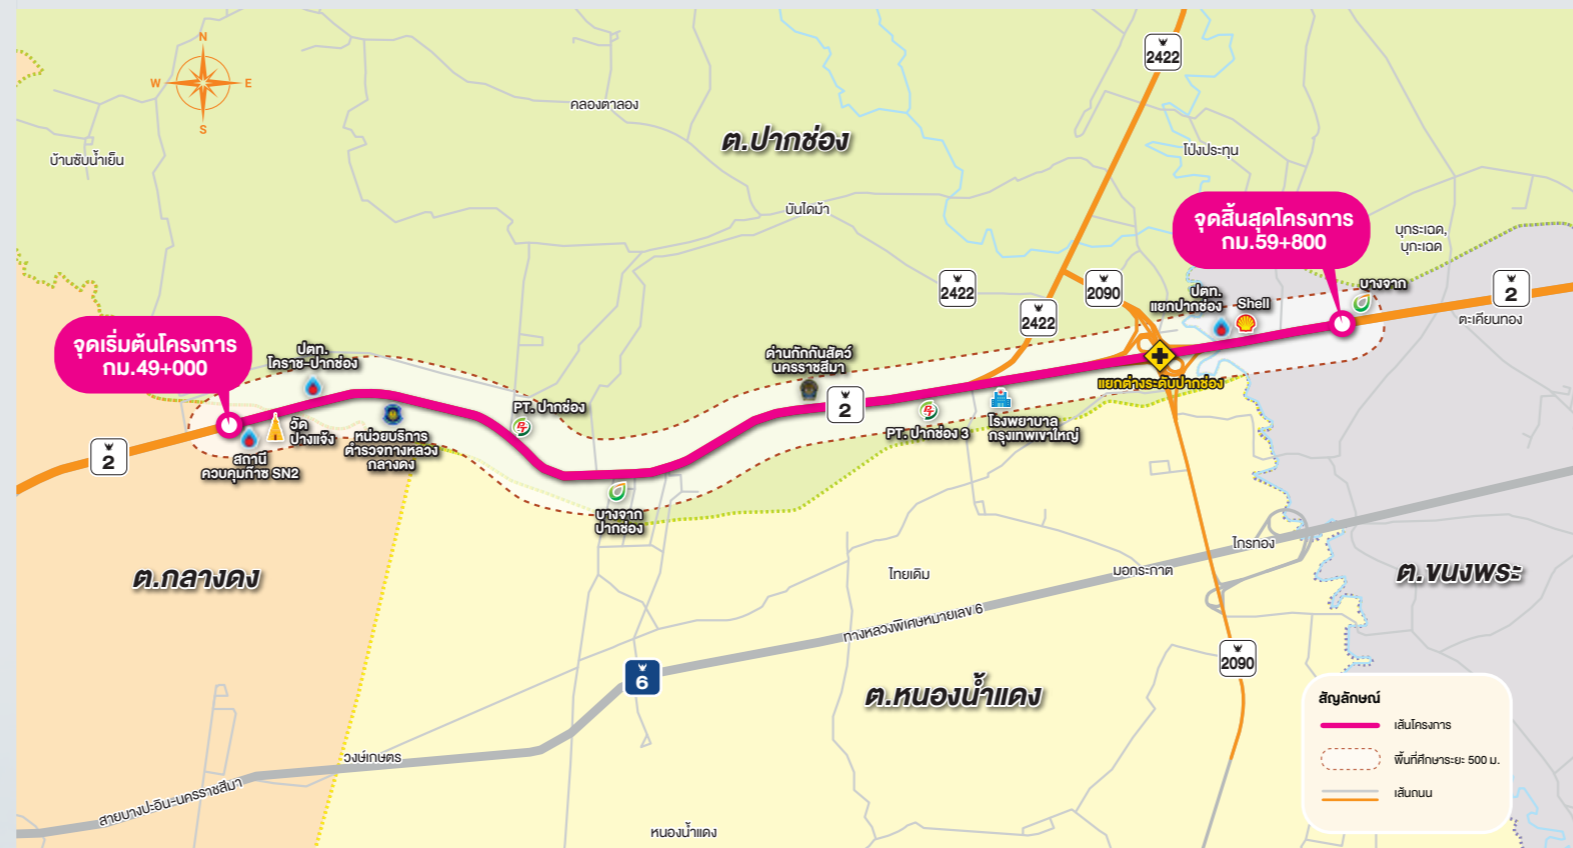 N
W
E
S
2422
คลองตาลอง
ต.ปากช่อง
บ้านซับน้ำเย็น
โป่งประทุน
บันไดม้า
จุดสิ้นสุดโครงการ
กม.59+800
บุกระเฉด,
บุกะเฉด
2422
2090
2422
ปตท.
แยกปากช่อง
Shell
บางจาก
2
ตะเคียนทอง
จุดเริ่มต้นโครงการ
กม.49+000
ปตท.
โคราช-ปากช่อง
ด่านกักกันสัตว์
นครราชสีมา
แยกต่างระดับปากช่อง
2
PT. ปากช่อง
PT. ปากช่อง 3
โรงพยาบาล
กรุงเทพเขาใหญ่
วัด
ปางแจ้ง
หน่วยบริการ
ตำรวจทางหลวง
กลางดง
2
สถานี
ควบคุมก๊าซ SN2
บางจาก
ปากช่อง
ไกรทอง
ต.กลางดง
ไทยเดิม
มอกระกาด
ต.ขนงพระ
ทางหลวงพิเศษหมายเลข 6
2090
6
ต.หนองน้ำแดง
วงษ์เกษตร
สายบางปะอิน-นครราชสีมา
หนองน้ำแดง
สัญลักษณ์
เส้นโครงการ
พื้นที่ศึกษาระยะ 500 ม.
เส้นถนน